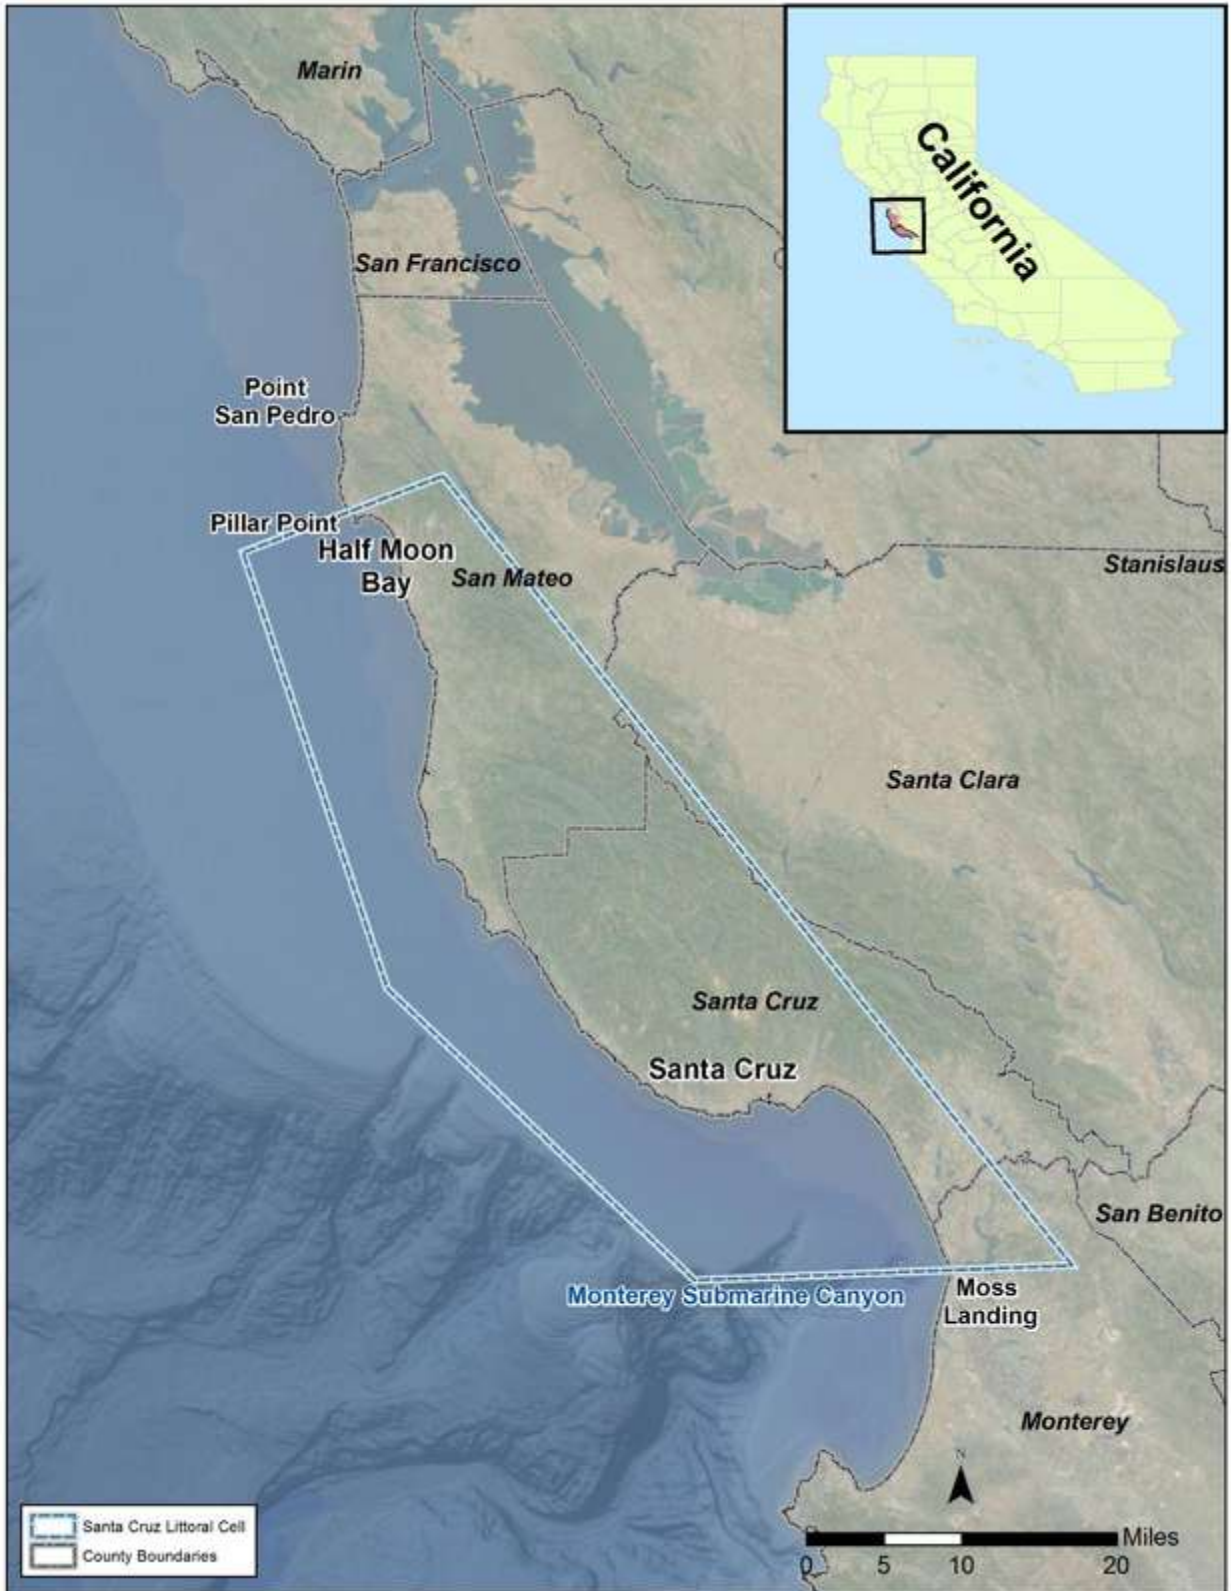 Marin
California
San Francisco
Point
San Pedro
Pillar Point
Half Moon
Bay
San Mateo
Stanislaus
Santa Clara
Santa Cruz
Santa Cruz
San Benito
Monterey Submarine Canyon
Moss
Landing
Monterey
N
Santa Cruz Littoral Cell
County Boundaries
Miles
0 5 10 20